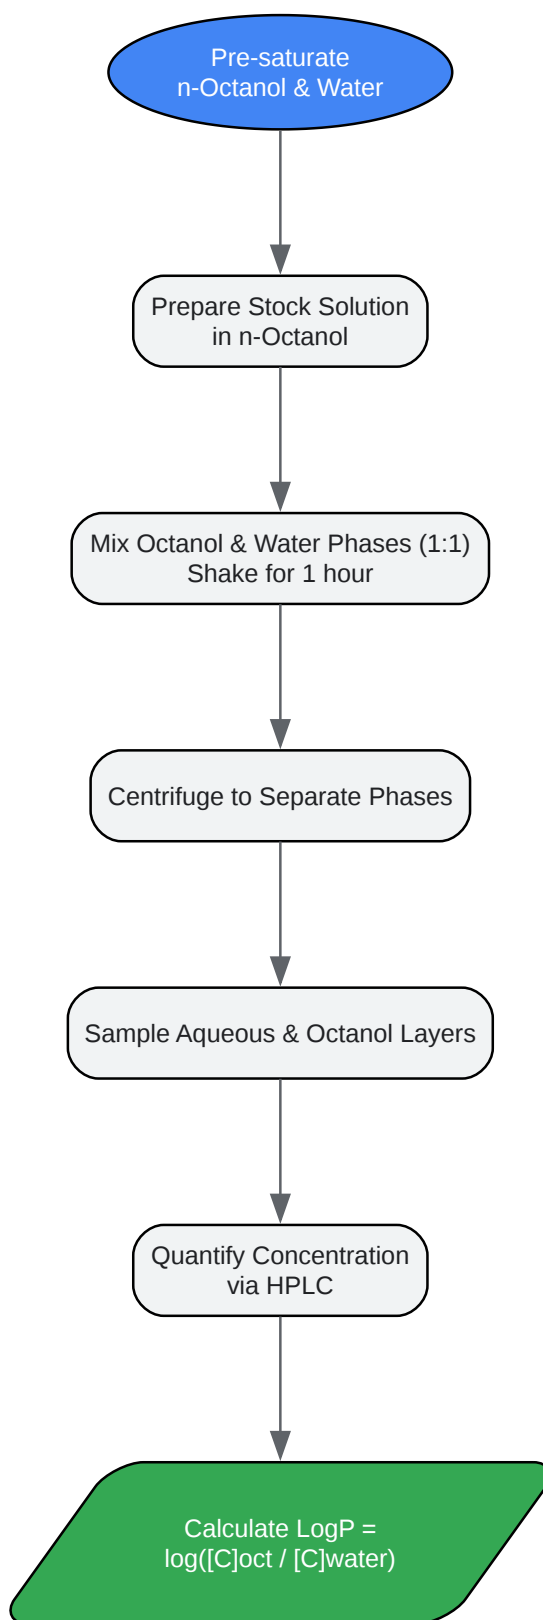 Pre-saturate
n-Octanol & Water
Prepare Stock Solution
in n-Octanol
Mix Octanol & Water Phases (1:1)
Shake for 1 hour
Centrifuge to Separate Phases
Sample Aqueous & Octanol Layers
Quantify Concentration
via HPLC
Calculate LogP =
log([C]oct / [C]water)